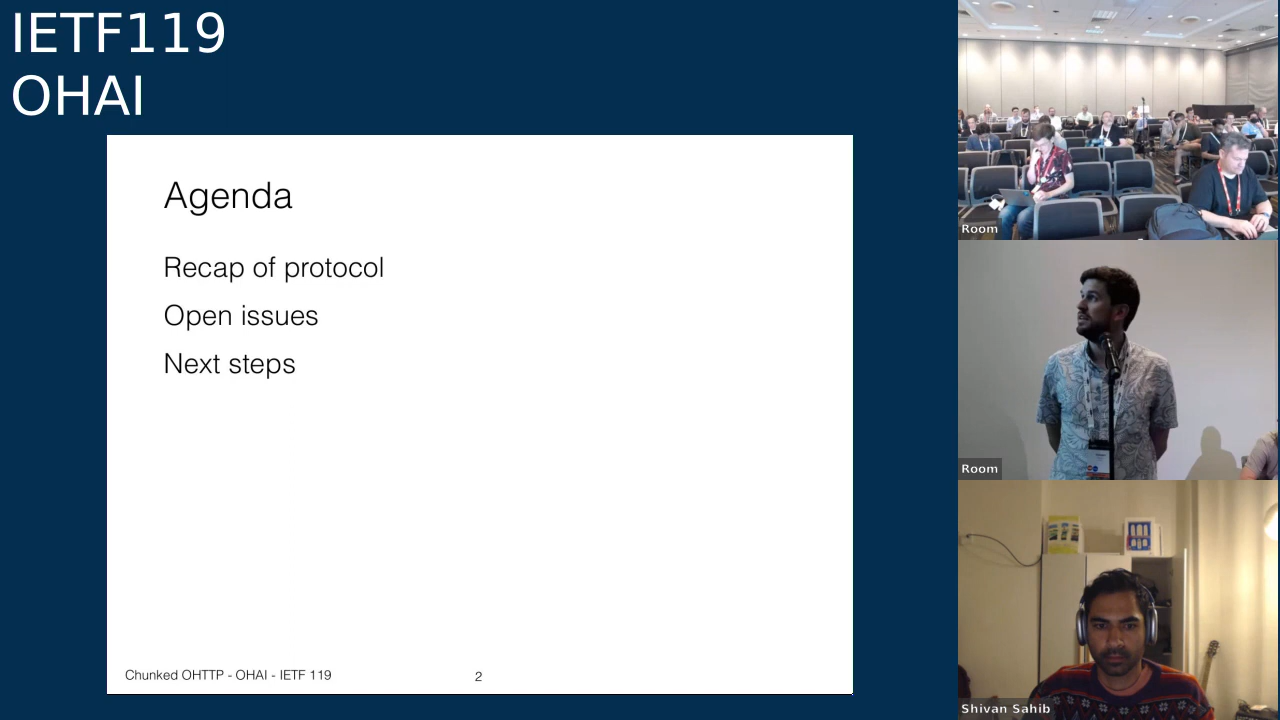 IETF119
OHAI
Agenda
Recap of protocol
Open issues
Next steps
Chunked OHTTP - OHAI - IETF 119
2
Room
Room
Shivan Sahib